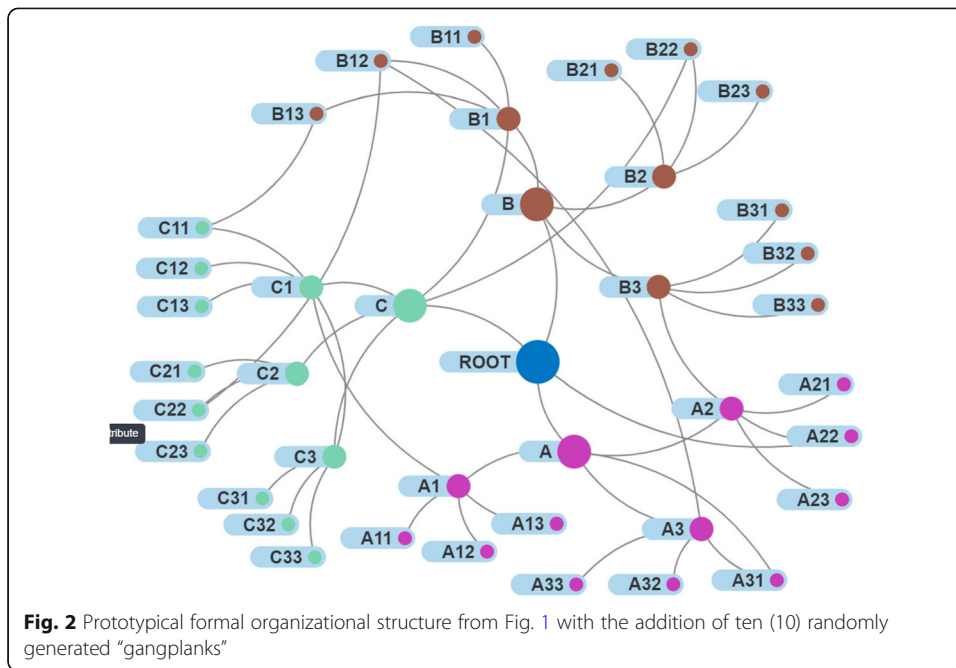 B11
B12
B22
B21
B23
B13
B1
B2
B
B31
C11
B32
C12
C1
B3
C13
C
B33
ROOT
C21
C2
A21
C22
A2
tribute
A22
C23
C3
A
A1
A23
C31
A13
C32
A11
A3
A12
C33
A33
A32
A31
Fig. 2 Prototypical formal organizational structure from Fig. 1 with the addition of ten (10) randomly
generated “gangplanks”